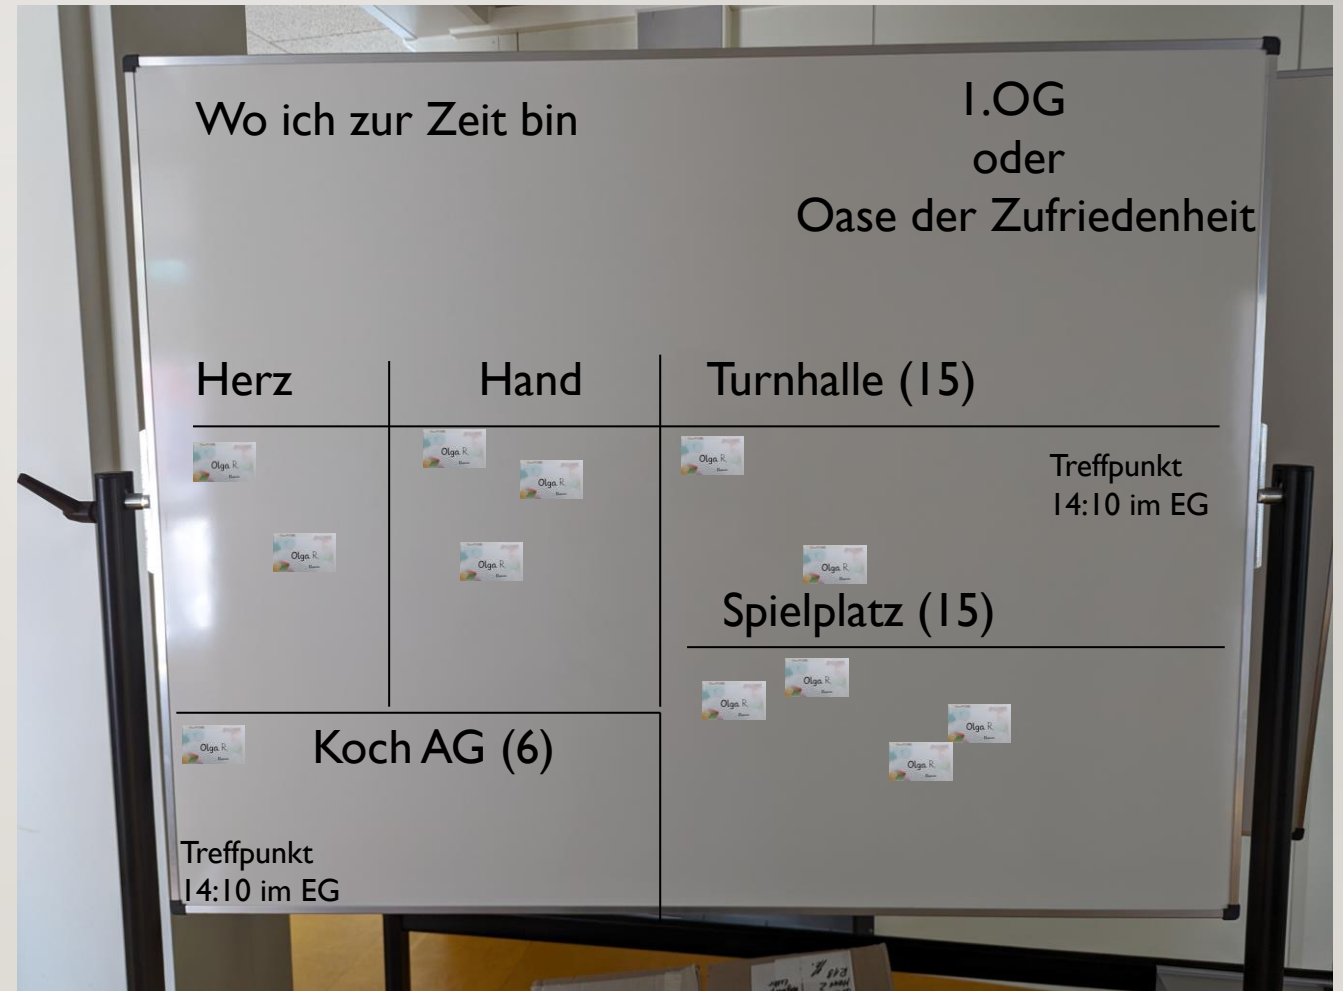 Wo ich zur Zeit bin
1.OG
oder
Oase der Zufriedenheit
Herz
Hand
Turnhalle (15)
Olga R.
Olga R.
Olga R.
Olga R.
Olga R.
Olga R.
Olga R.
Treffpunkt
14:10 im EG
Spielplatz (15)
Olga R.
Olga R.
Olga R.
Olga R.
Olga R.
Koch AG (6)
Treffpunkt
14:10 im EG